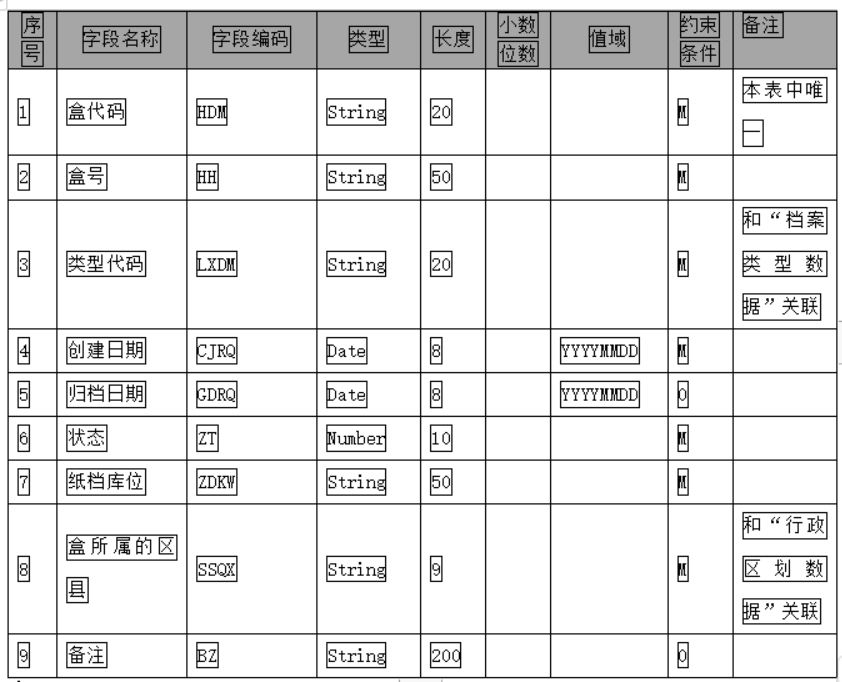 序号 字段名称 字段编码 类型 长度 小数位数 值域 约束条件 备注
1 盒代码 HDM String 20 M 本表中唯一
2 盒号 HH String 50 M
3 类型代码 LXDM String 20 M 和“档案类型数据”关联
4 创建日期 CJRQ Date 8 YYYYMMDD M
5 归档日期 GDRQ Date 8 YYYYMMDD O
6 状态 ZT Number 10 M
7 纸档库位 ZDKW String 50 M
8 盒所属的区县 SSQX String 9 M 和“行政区划数据”关联
9 备注 BZ String 200 O